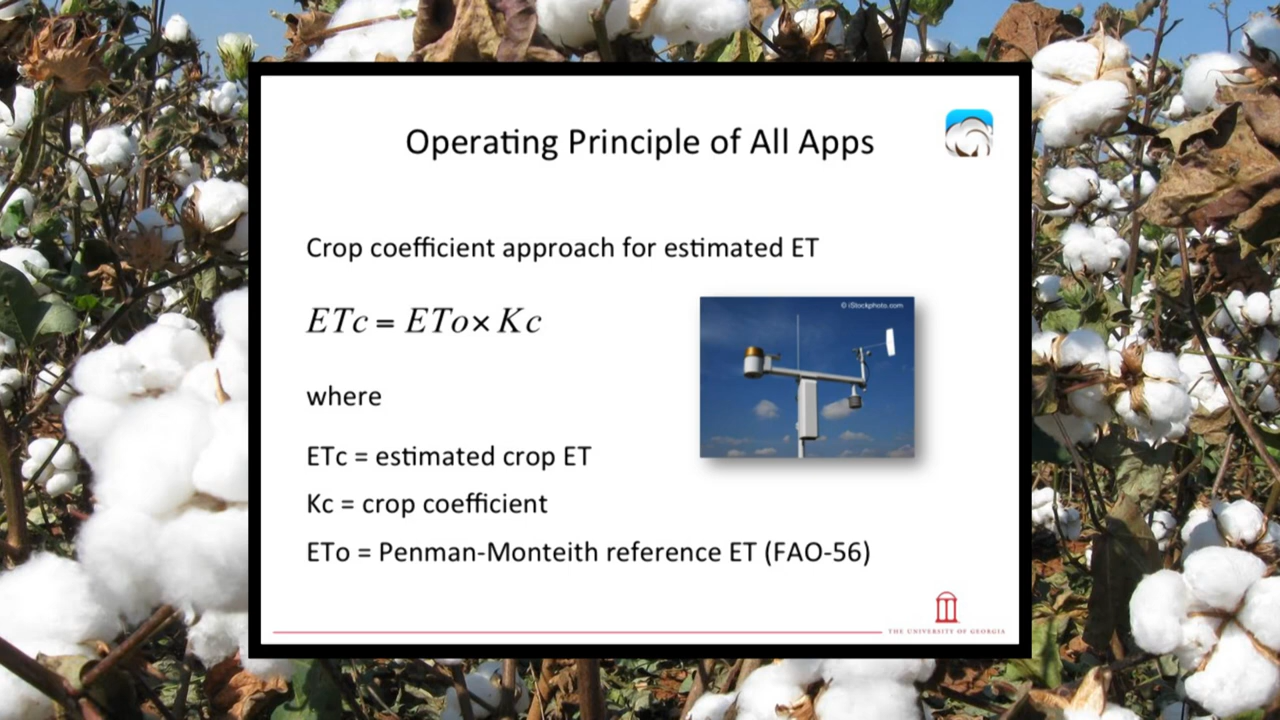 Operating Principle of All Apps
Crop coefficient approach for estimated ET
ETc = ETo× Kc
© iStockphoto.com
where
ETc = estimated crop ET
Kc = crop coefficient
ETo = Penman-Monteith reference ET (FAO-56)
THE UNIVERSITY OF GEORGIA